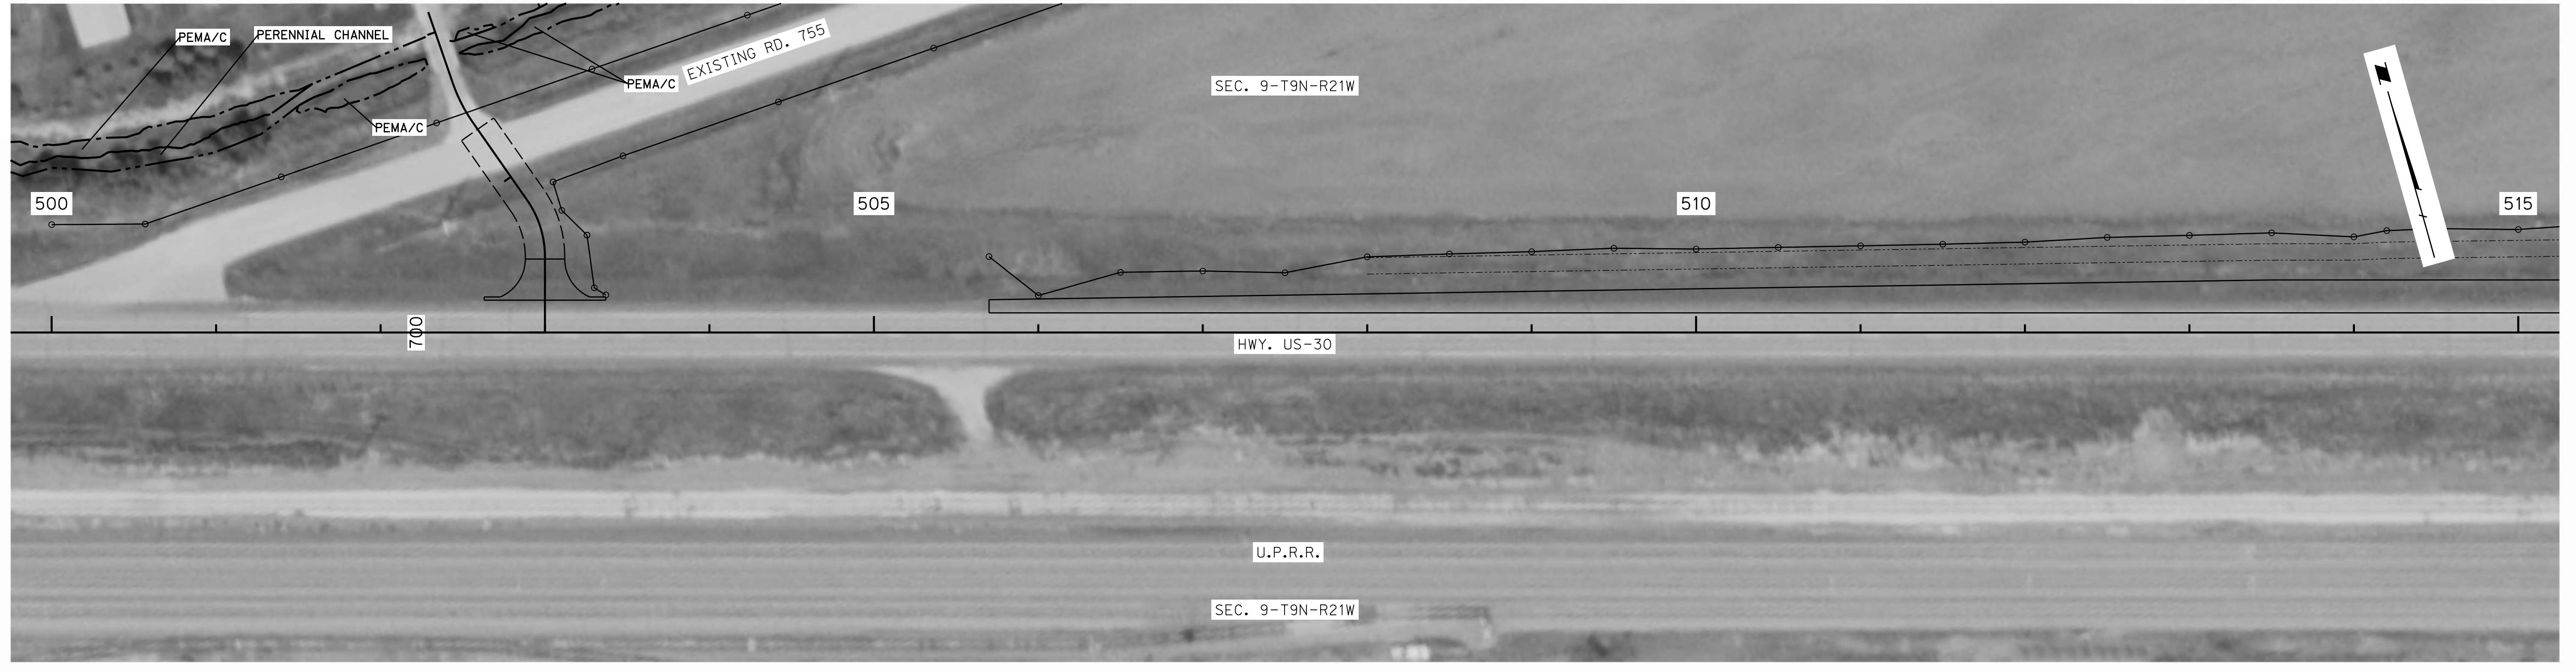 PEMA/C
PERENNIAL CHANNEL
EXISTING RD. 755
PEMA/C
PEMA/C
SEC. 9-T9N-R21W
500
505
510
515
700
HWY. US-30
U.P.R.R.
SEC. 9-T9N-R21W